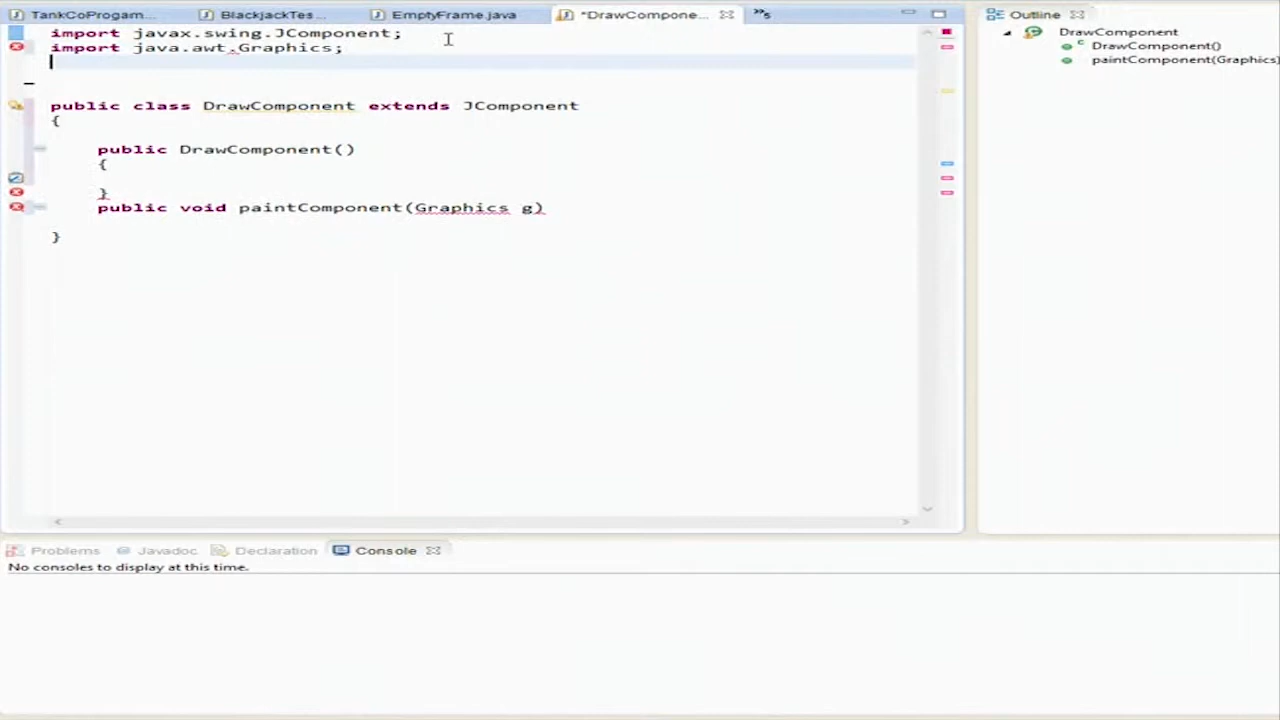 TankCoProgam... BlackjackTes... EmptyFrame.java *DrawCompone... »5 Outline
import javax.swing.JComponent;
import java.awt.Graphics;
public class DrawComponent extends JComponent
{
public DrawComponent()
{
}
public void paintComponent(Graphics g)
}
DrawComponent
DrawComponent()
paintComponent(Graphics)
Problems Javadoc Declaration Console
No consoles to display at this time.